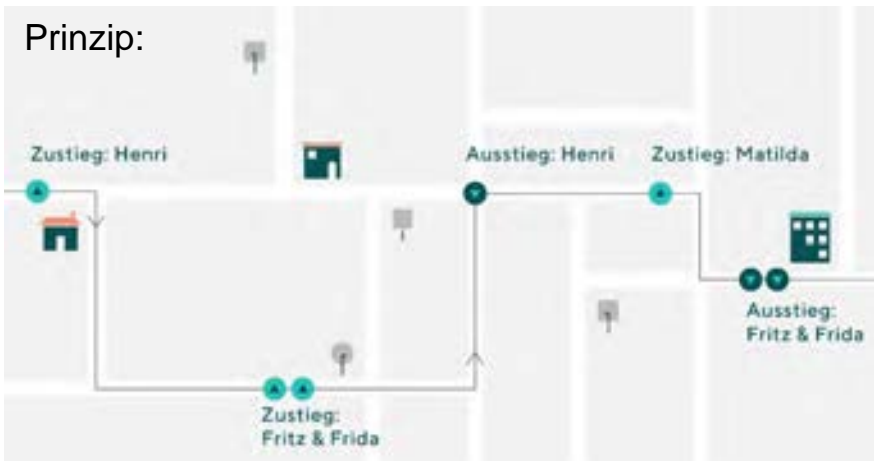 Prinzip:
Zustieg: Henri
Ausstieg: Henri
Zustieg: Matilda
Ausstieg:
Fritz & Frida
Zustieg:
Fritz & Frida